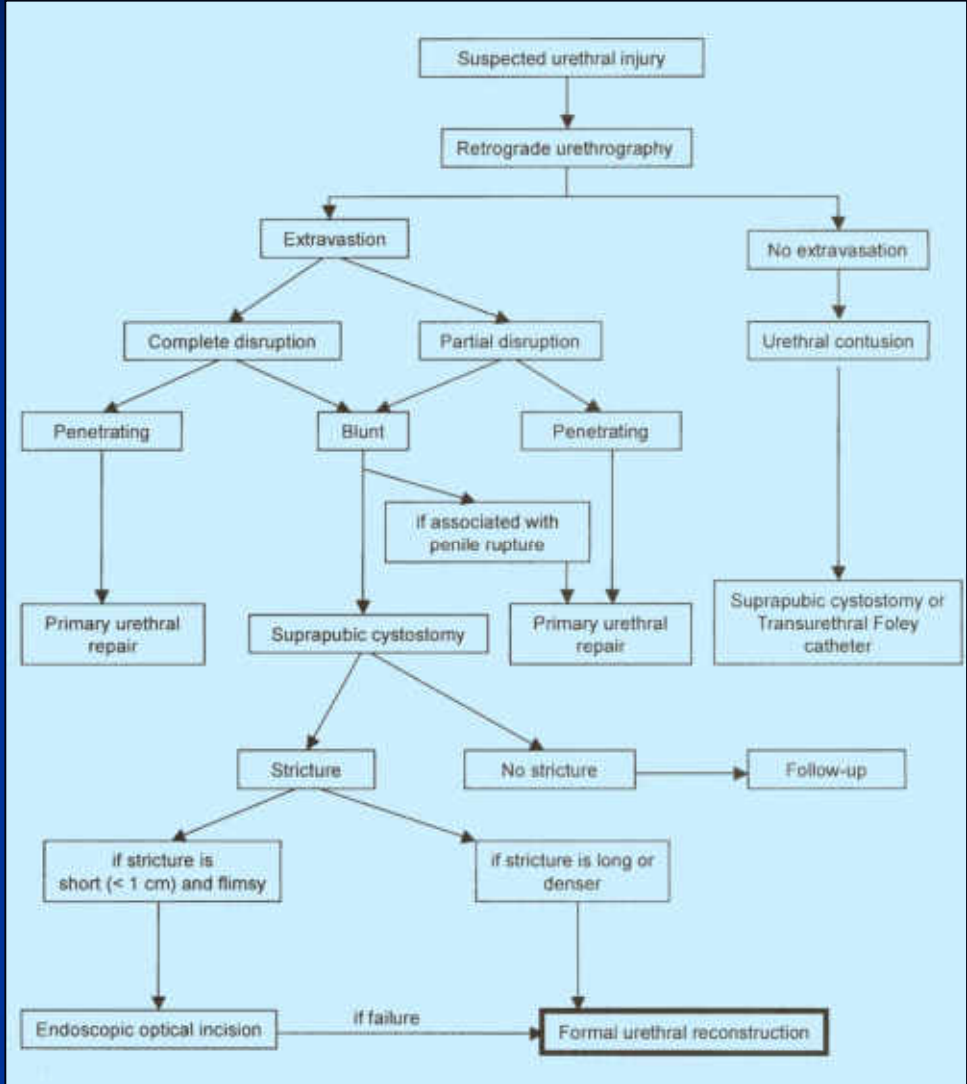 Suspected urethral injury
Retrograde urethrography
Extravastion
No extravasation
Complete disruption
Partial disruption
Urethral contusion
Penetrating
Blunt
Penetrating
if associated with
penile rupture
Primary urethral
repair
Suprapubic cystostomy
Primary urethral
repair
Suprapubic cystostomy or
Transurethral Foley
catheter
Stricture
No stricture
Follow-up
if stricture is
short (< 1 cm) and flimsy
if stricture is long or
denser
Endoscopic optical incision
if failure
Formal urethral reconstruction